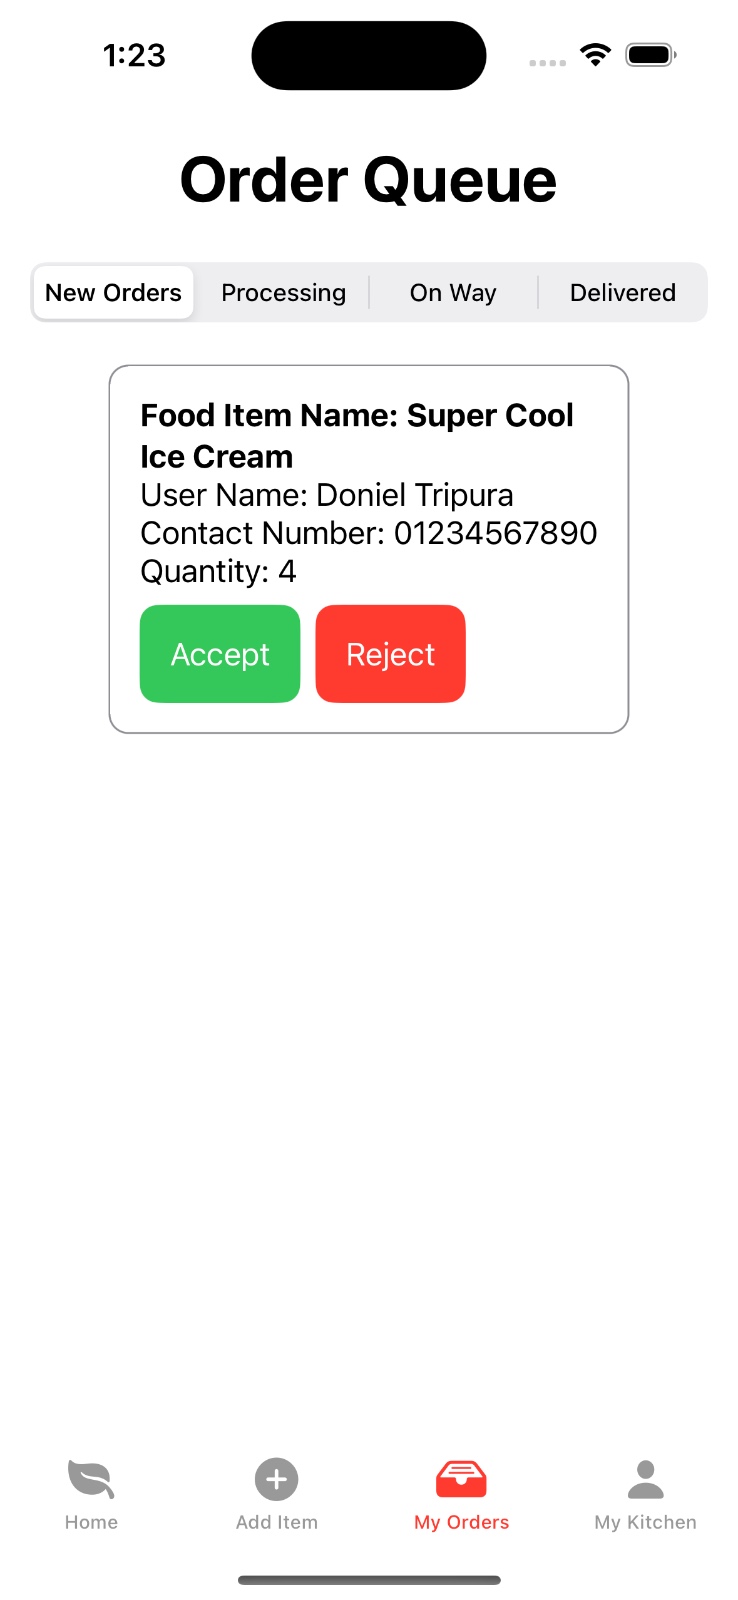 1:23
Order Queue
New Orders
Processing
On Way
Delivered
Food Item Name: Super Cool
Ice Cream
User Name: Doniel Tripura
Contact Number: 01234567890
Quantity: 4
Accept
Reject
Home
Add Item
My Orders
My Kitchen